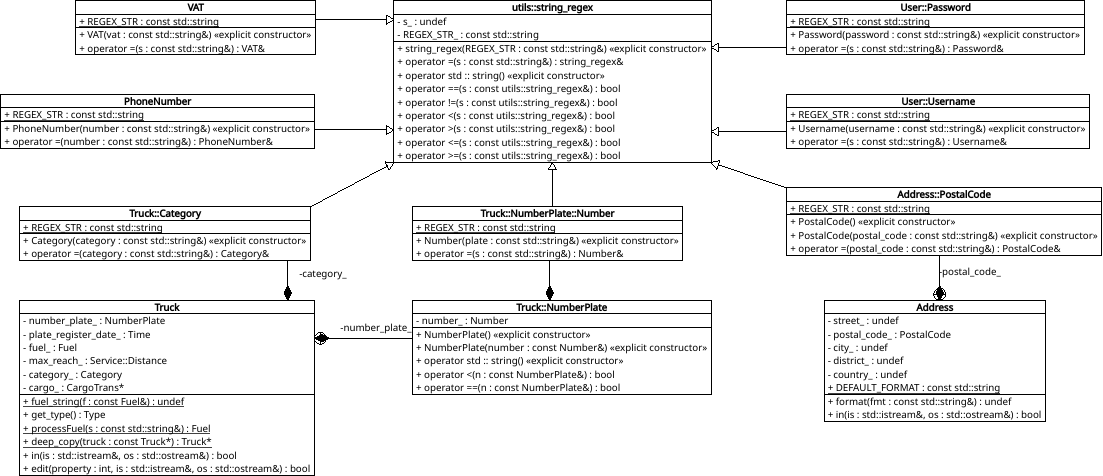 VAT
+ REGEX_STR : const std::string
+ VAT(vat : const std::string&) «explicit constructor»
+ operator =(s : const std::string&) : VAT&
utils::string_regex
- s_ : undef
- REGEX_STR_ : const std::string
+ string_regex(REGEX_STR : const std::string&) «explicit constructor»
+ operator =(s : const std::string&) : string_regex&
+ operator std :: string() «explicit constructor»
+ operator ==(s : const utils::string_regex&) : bool
+ operator !=(s : const utils::string_regex&) : bool
+ operator <(s : const utils::string_regex&) : bool
+ operator >(s : const utils::string_regex&) : bool
+ operator <=(s : const utils::string_regex&) : bool
+ operator >=(s : const utils::string_regex&) : bool
User::Password
+ REGEX_STR : const std::string
+ Password(password : const std::string&) «explicit constructor»
+ operator =(s : const std::string&) : Password&
PhoneNumber
+ REGEX_STR : const std::string
+ PhoneNumber(number : const std::string&) «explicit constructor»
+ operator =(number : const std::string&) : PhoneNumber&
User::Username
+ REGEX_STR : const std::string
+ Username(username : const std::string&) «explicit constructor»
+ operator =(s : const std::string&) : Username&
Truck::Category
+ REGEX_STR : const std::string
+ Category(category : const std::string&) «explicit constructor»
+ operator =(category : const std::string&) : Category&
Truck::NumberPlate::Number
+ REGEX_STR : const std::string
+ Number(plate : const std::string&) «explicit constructor»
+ operator =(s : const std::string&) : Number&
Address::PostalCode
+ REGEX_STR : const std::string
+ PostalCode() «explicit constructor»
+ PostalCode(postal_code : const std::string&) «explicit constructor»
+ operator =(postal_code : const std::string&) : PostalCode&
-category_
-postal_code_
Truck
- number_plate_ : NumberPlate
- plate_register_date_ : Time
- fuel_ : Fuel
- max_reach_ : Service::Distance
- category_ : Category
- cargo_ : CargoTrans*
+ fuel_string(f : const Fuel&) : undef
+ get_type() : Type
+ processFuel(s : const std::string&) : Fuel
+ deep_copy(truck : const Truck*) : Truck*
+ in(is : std::istream&, os : std::ostream&) : bool
+ edit(property : int, is : std::istream&, os : std::ostream&) : bool
-number_plate_
Truck::NumberPlate
- number_ : Number
+ NumberPlate() «explicit constructor»
+ NumberPlate(number : const Number&) «explicit constructor»
+ operator std :: string() «explicit constructor»
+ operator <(n : const NumberPlate&) : bool
+ operator ==(n : const NumberPlate&) : bool
Address
- street_ : undef
- postal_code_ : PostalCode
- city_ : undef
- district_ : undef
- country_ : undef
+ DEFAULT_FORMAT : const std::string
+ format(fmt : const std::string&) : undef
+ in(is : std::istream&, os : std::ostream&) : bool